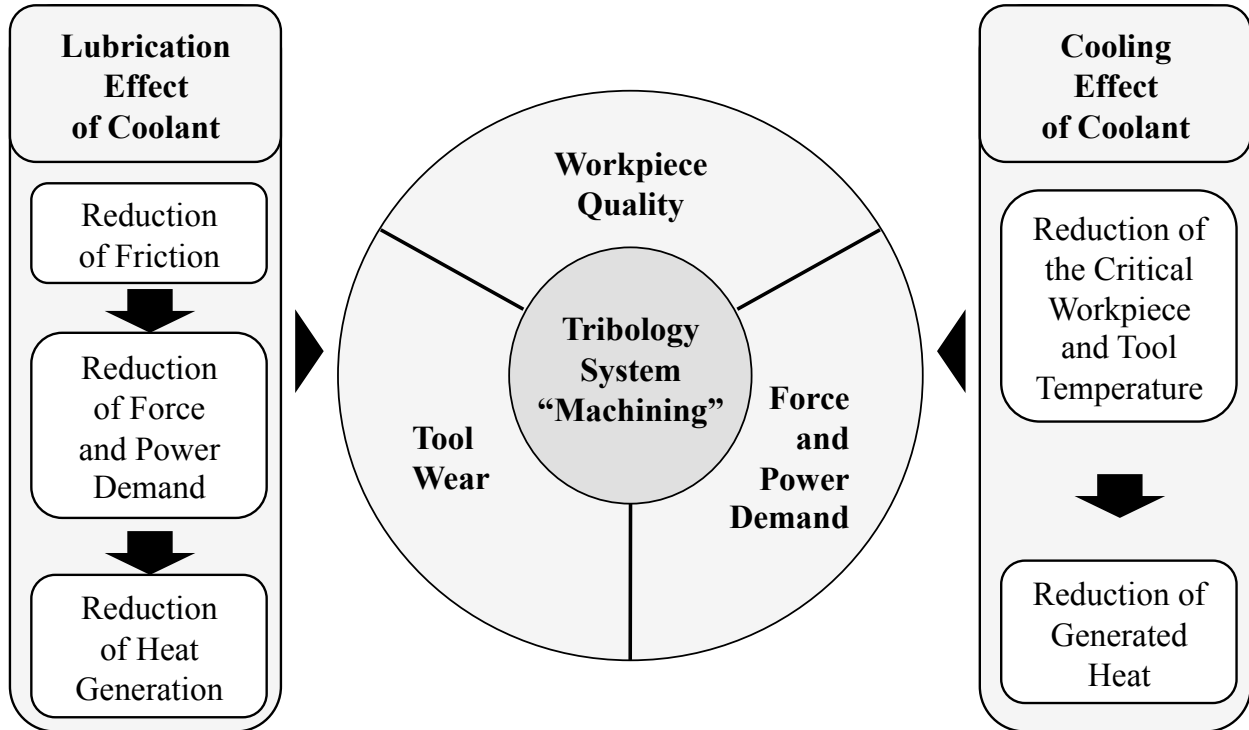 Lubrication
Effect
of Coolant
Reduction
of Friction
Reduction
of Force
and Power
Demand
Reduction
of Heat
Generation
Workpiece
Quality
Tribology
System
“Machining”
Tool
Wear
Force
and
Power
Demand
Cooling
Effect
of Coolant
Reduction of
the Critical
Workpiece
and Tool
Temperature
Reduction of
Generated
Heat